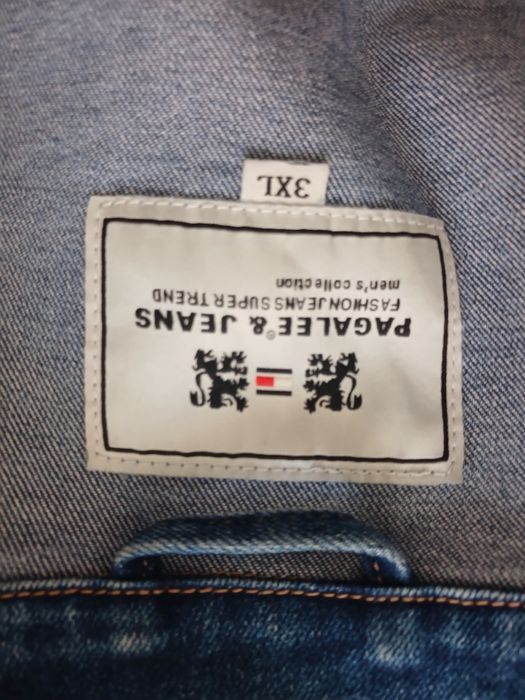 PAGALEE® & JEANS
FASHION JEANS SUPER TREND
men's collection
3XL